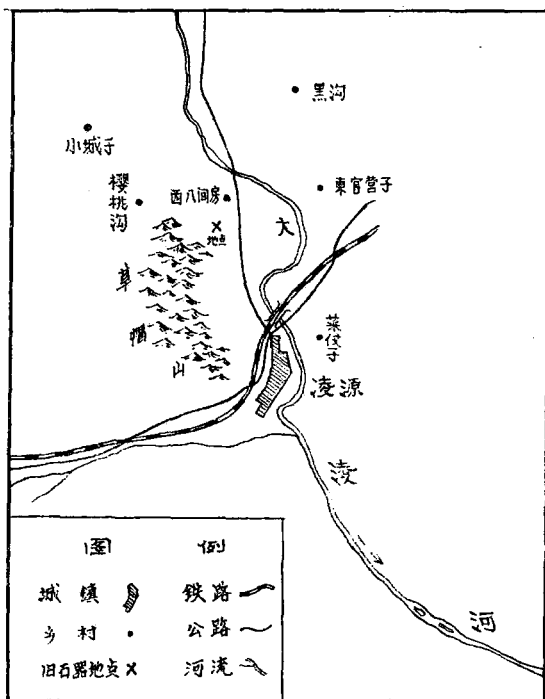 黑沟
小城子
樱桃沟
西八间房
東官营子
地点
大
草
帽
山
菜伕子
凌源
凌
河
图 例
城镇
铁路
乡村
公路
旧石器地点
河流